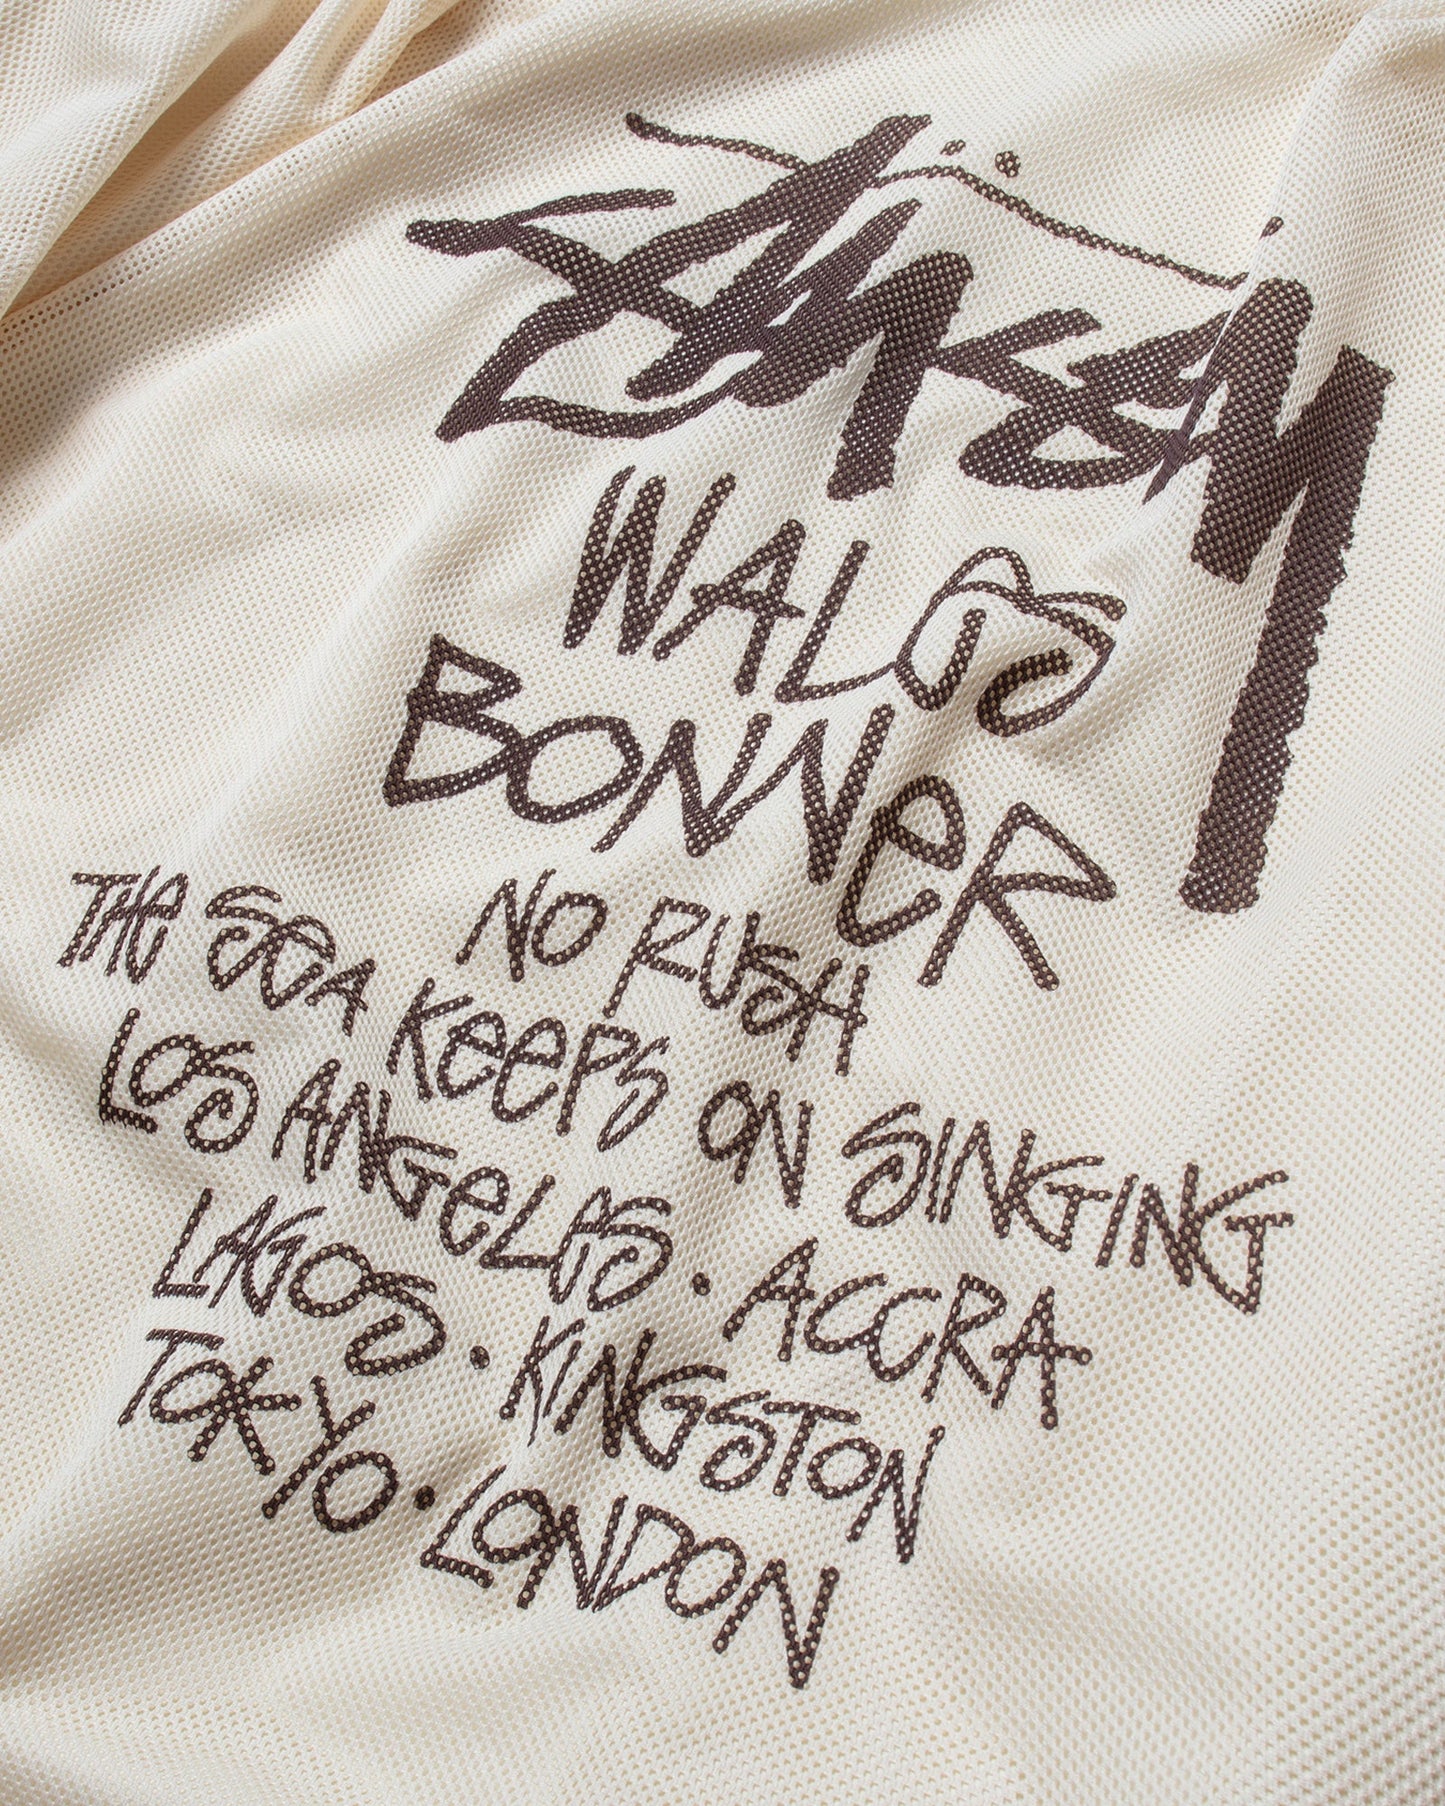 Stüssy
WALES
BONNER
NO RUSH
THE SEA KEEPS ON SINGING
LOS ANGELES · ACCRA
LAGOS · KINGSTON
TOKYO · LONDON